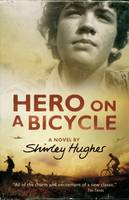 HERO ON
A BICYCLE
A NOVEL BY
Shirley Hughes
"All of the charm and excitement of a new classic."
The Times